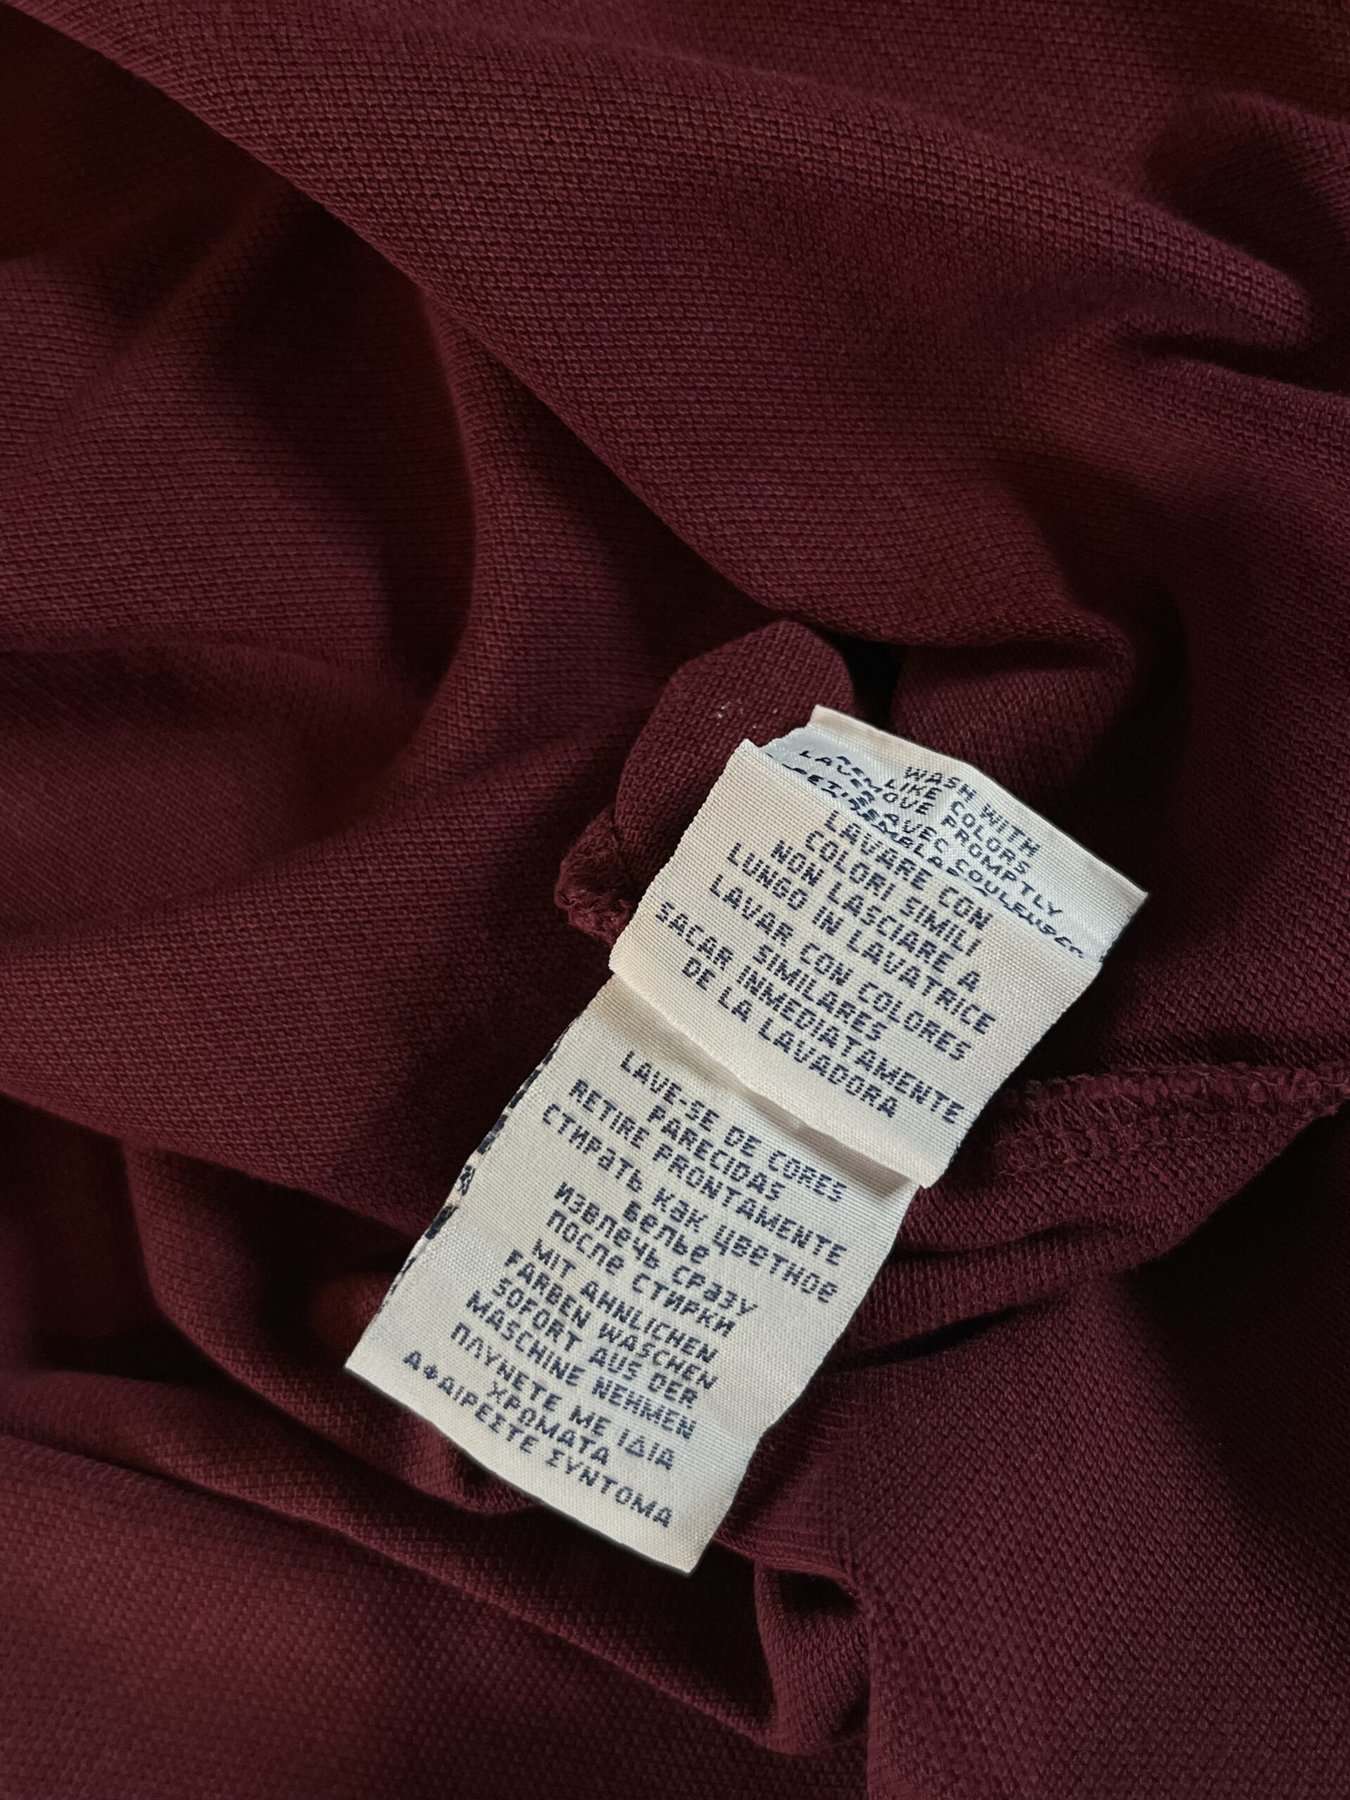 WASH WITH
LIKE COLORS
REMOVE PROMPTLY
LAVARE CON
COLORI SIMILI
NON LASCIARE A
LUNGO IN LAVATRICE
LAVAR CON COLORES
SIMILARES
SACAR INMEDIATAMENTE
DE LA LAVADORA
LAVE-SE DE CORES
PARECIDAS
RETIRE PRONTAMENTE
СТИРаТЬ КаК ЦВЕТНОЕ
БЕЛЬЕ
ИЗВЛЕЧЬ СРаЗУ
ПОСЛЕ СТИРКИ
MIT AHNLICHEN
FARBEN WASCHEN
SOFORT AUS DER
MASCHINE NEHMEN
ΠΛΥΝΕΤΕ ΜΕ ΙΔΙΑ
ΧΡΩΜΑΤΑ
ΑΦΑΙΡΕΣΤΕ ΣΥΝΤΟΜΑ